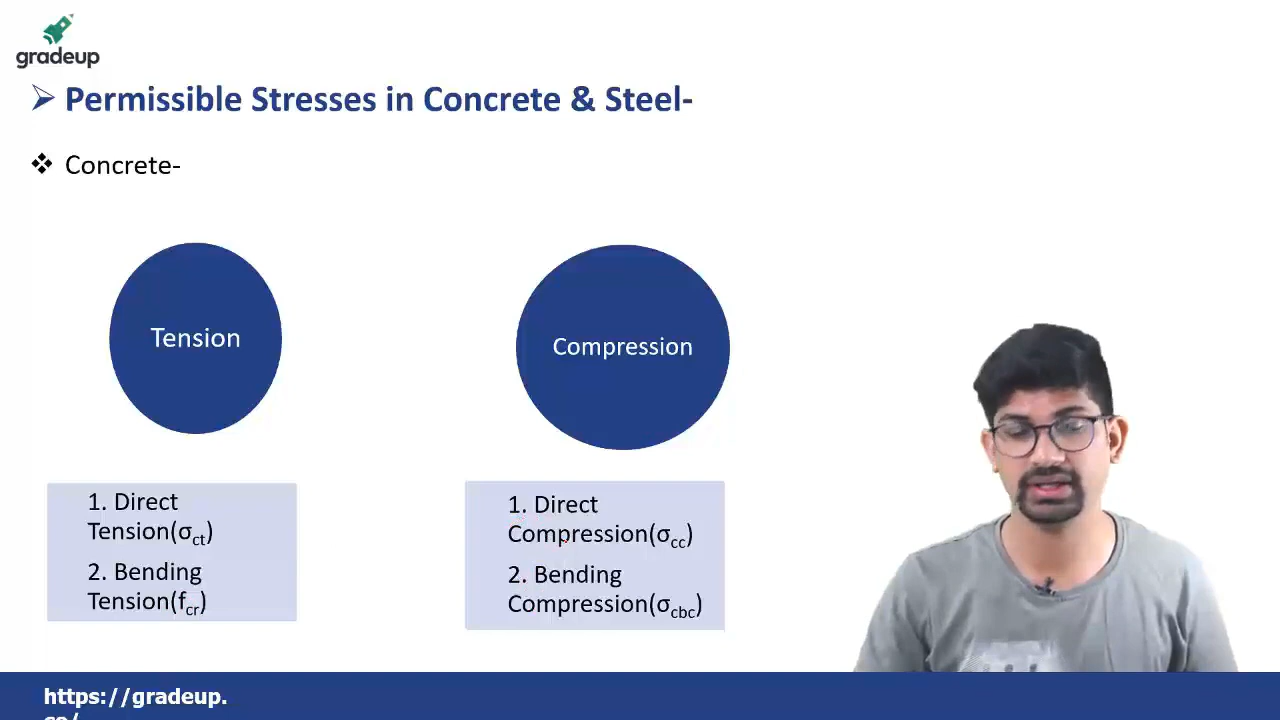 gradeup
Permissible Stresses in Concrete & Steel-
Concrete-
Tension
Compression
1. Direct
Tension(σct)
2. Bending
Tension(fcr)
1. Direct
Compression(σcc)
2. Bending
Compression(σcbc)
https://gradeup.
co/